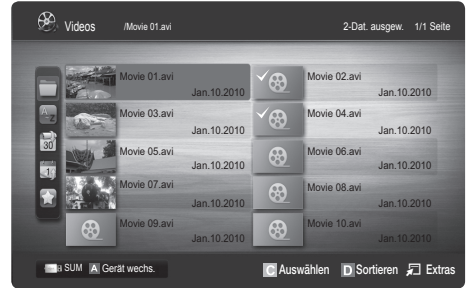 Videos /Movie 01.avi 2-Dat. ausgew. 1/1 Seite
Movie 01.avi Movie 02.avi
Jan.10.2010 Jan.10.2010
Movie 03.avi Movie 04.avi
Jan.10.2010 Jan.10.2010
Movie 05.avi Movie 06.avi
Jan.10.2010 Jan.10.2010
Movie 07.avi Movie 08.avi
Jan.10.2010 Jan.10.2010
Movie 09.avi Movie 10.avi
Jan.10.2010 Jan.10.2010
A Z
30
1
a SUM A Gerät wechs. C Auswählen D Sortieren Extras